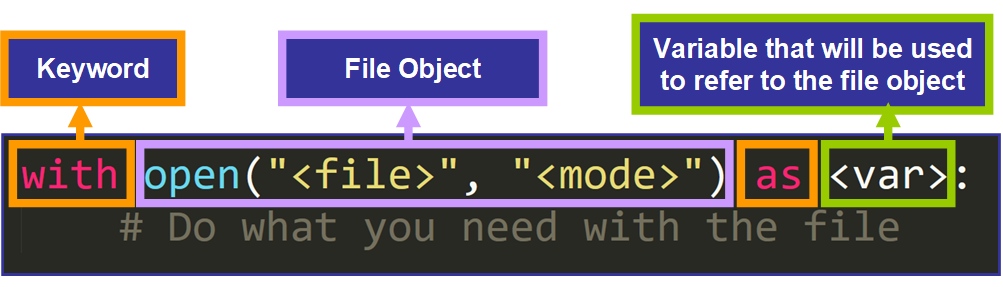 Keyword
File Object
Variable that will be used
to refer to the file object
with open("<file>", "<mode>") as <var>:
# Do what you need with the file